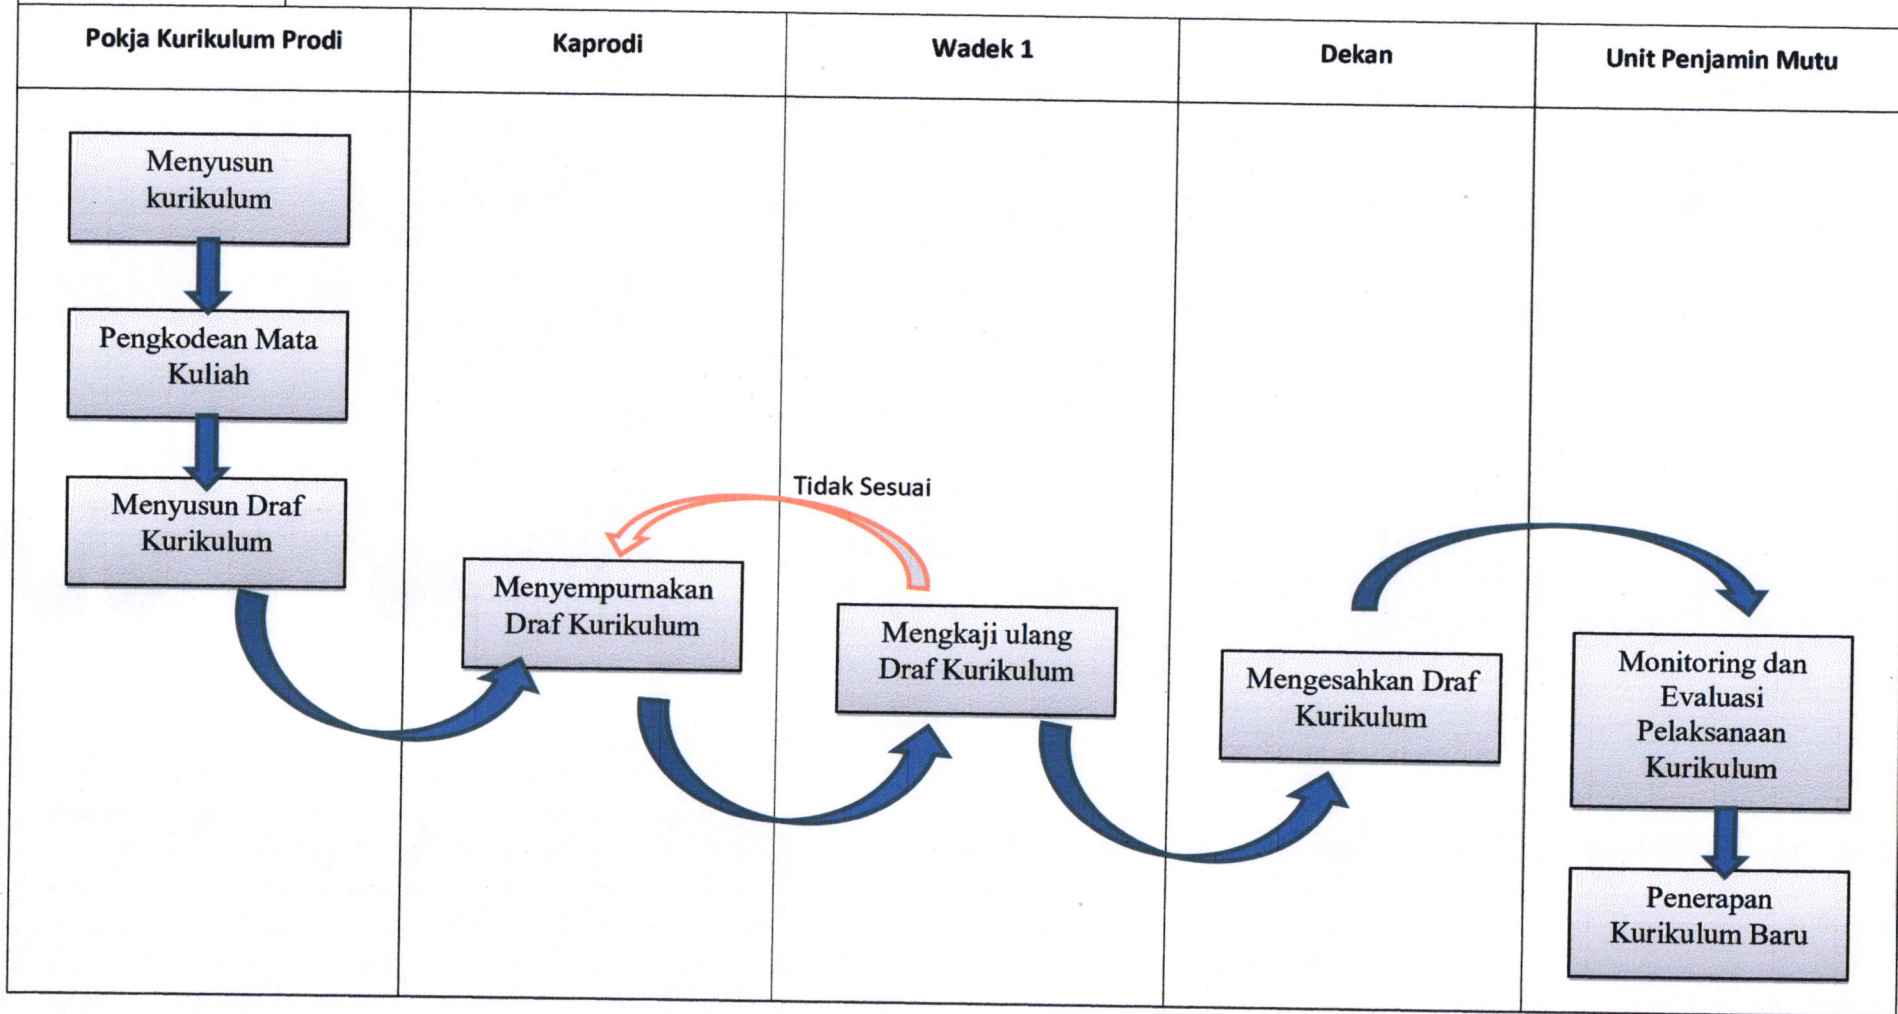 Pokja Kurikulum Prodi
Kaprodi
Wadek 1
Dekan
Unit Penjamin Mutu
Menyusun
kurikulum
Pengkodean Mata
Kuliah
Menyusun Draf
Kurikulum
Tidak Sesuai
Menyempurnakan
Draf Kurikulum
Mengkaji ulang
Draf Kurikulum
Mengesahkan Draf
Kurikulum
Monitoring dan
Evaluasi
Pelaksanaan
Kurikulum
Penerapan
Kurikulum Baru